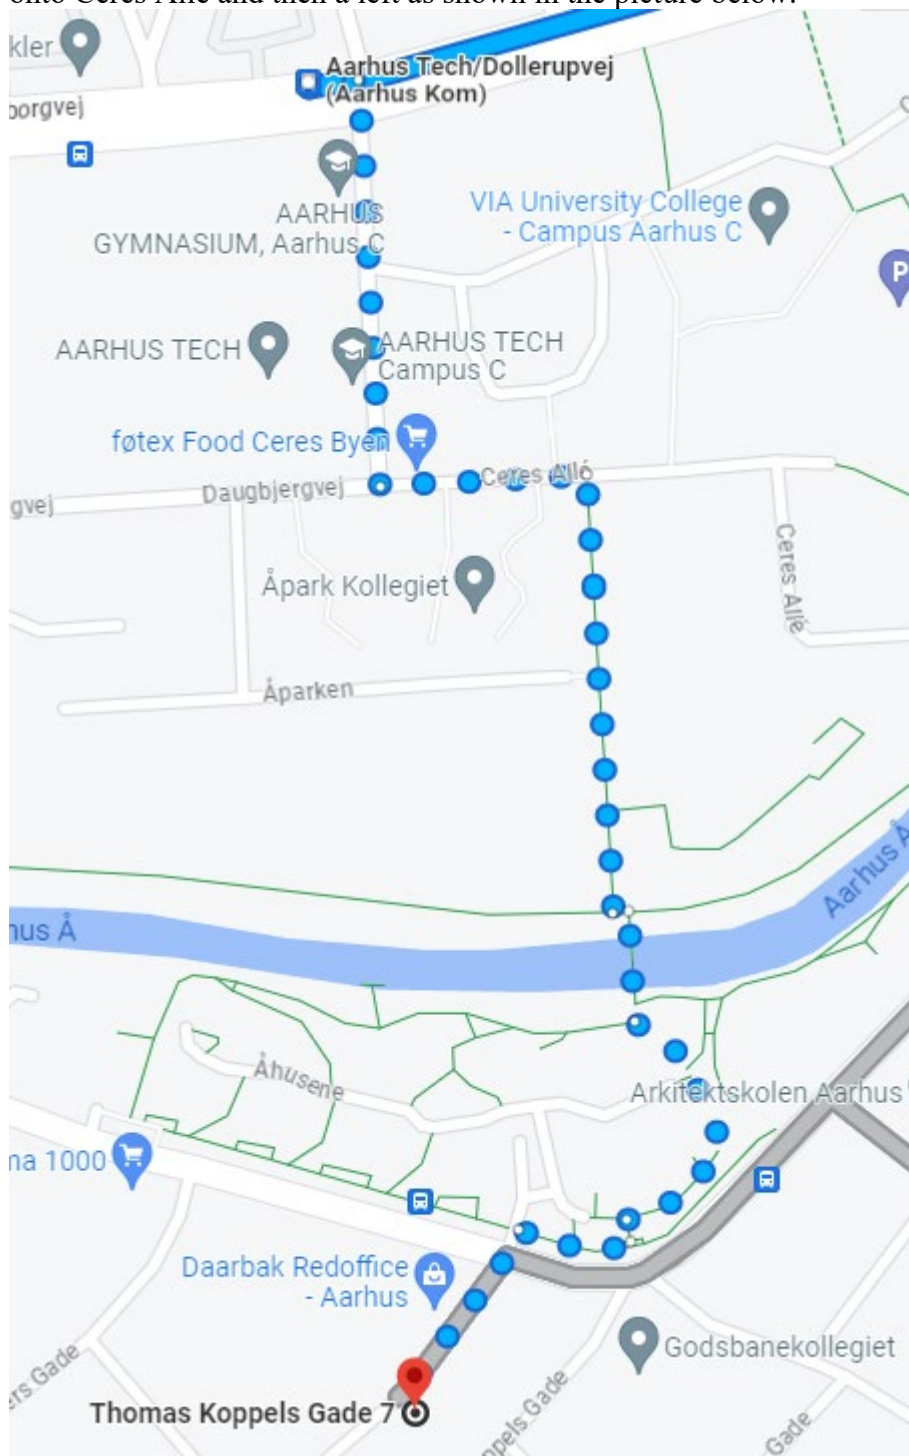 onto Ceres Allé and then a left as shown in the picture below:
kler
Aarhus Tech/Dollerupvej
(Aarhus Kom)
borgvej
AARHUS
GYMNASIUM, Aarhus C
VIA University College
- Campus Aarhus C
P
AARHUS TECH
AARHUS TECH
Campus C
føtex Food Ceres Byen
Ceres Allé
Daugbjergvej
gvej
Ceres Allé
Åpark Kollegiet
Åparken
Aarhus Å
hus Å
Åhusene
Arkitektskolen Aarhus
na 1000
Daarbak Redoffice
- Aarhus
Godsbanekollegiet
ers Gade
Thomas Koppels Gade 7
ppels Gade
Gade